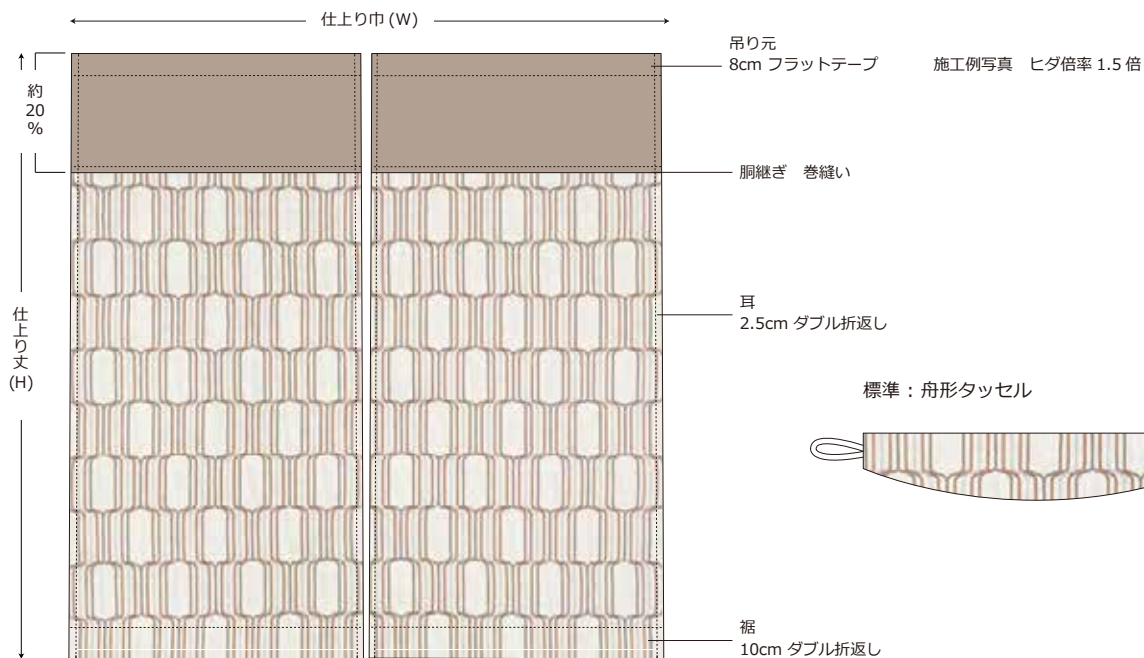 仕上り巾 (W)
吊り元
8cm フラットテープ 施工例写真 ヒダ倍率 1.5 倍
約
20
%
胴継ぎ 巻縫い
耳
2.5cm ダブル折返し
仕上り丈
(H)
標準：舟形タッセル
裾
10cm ダブル折返し